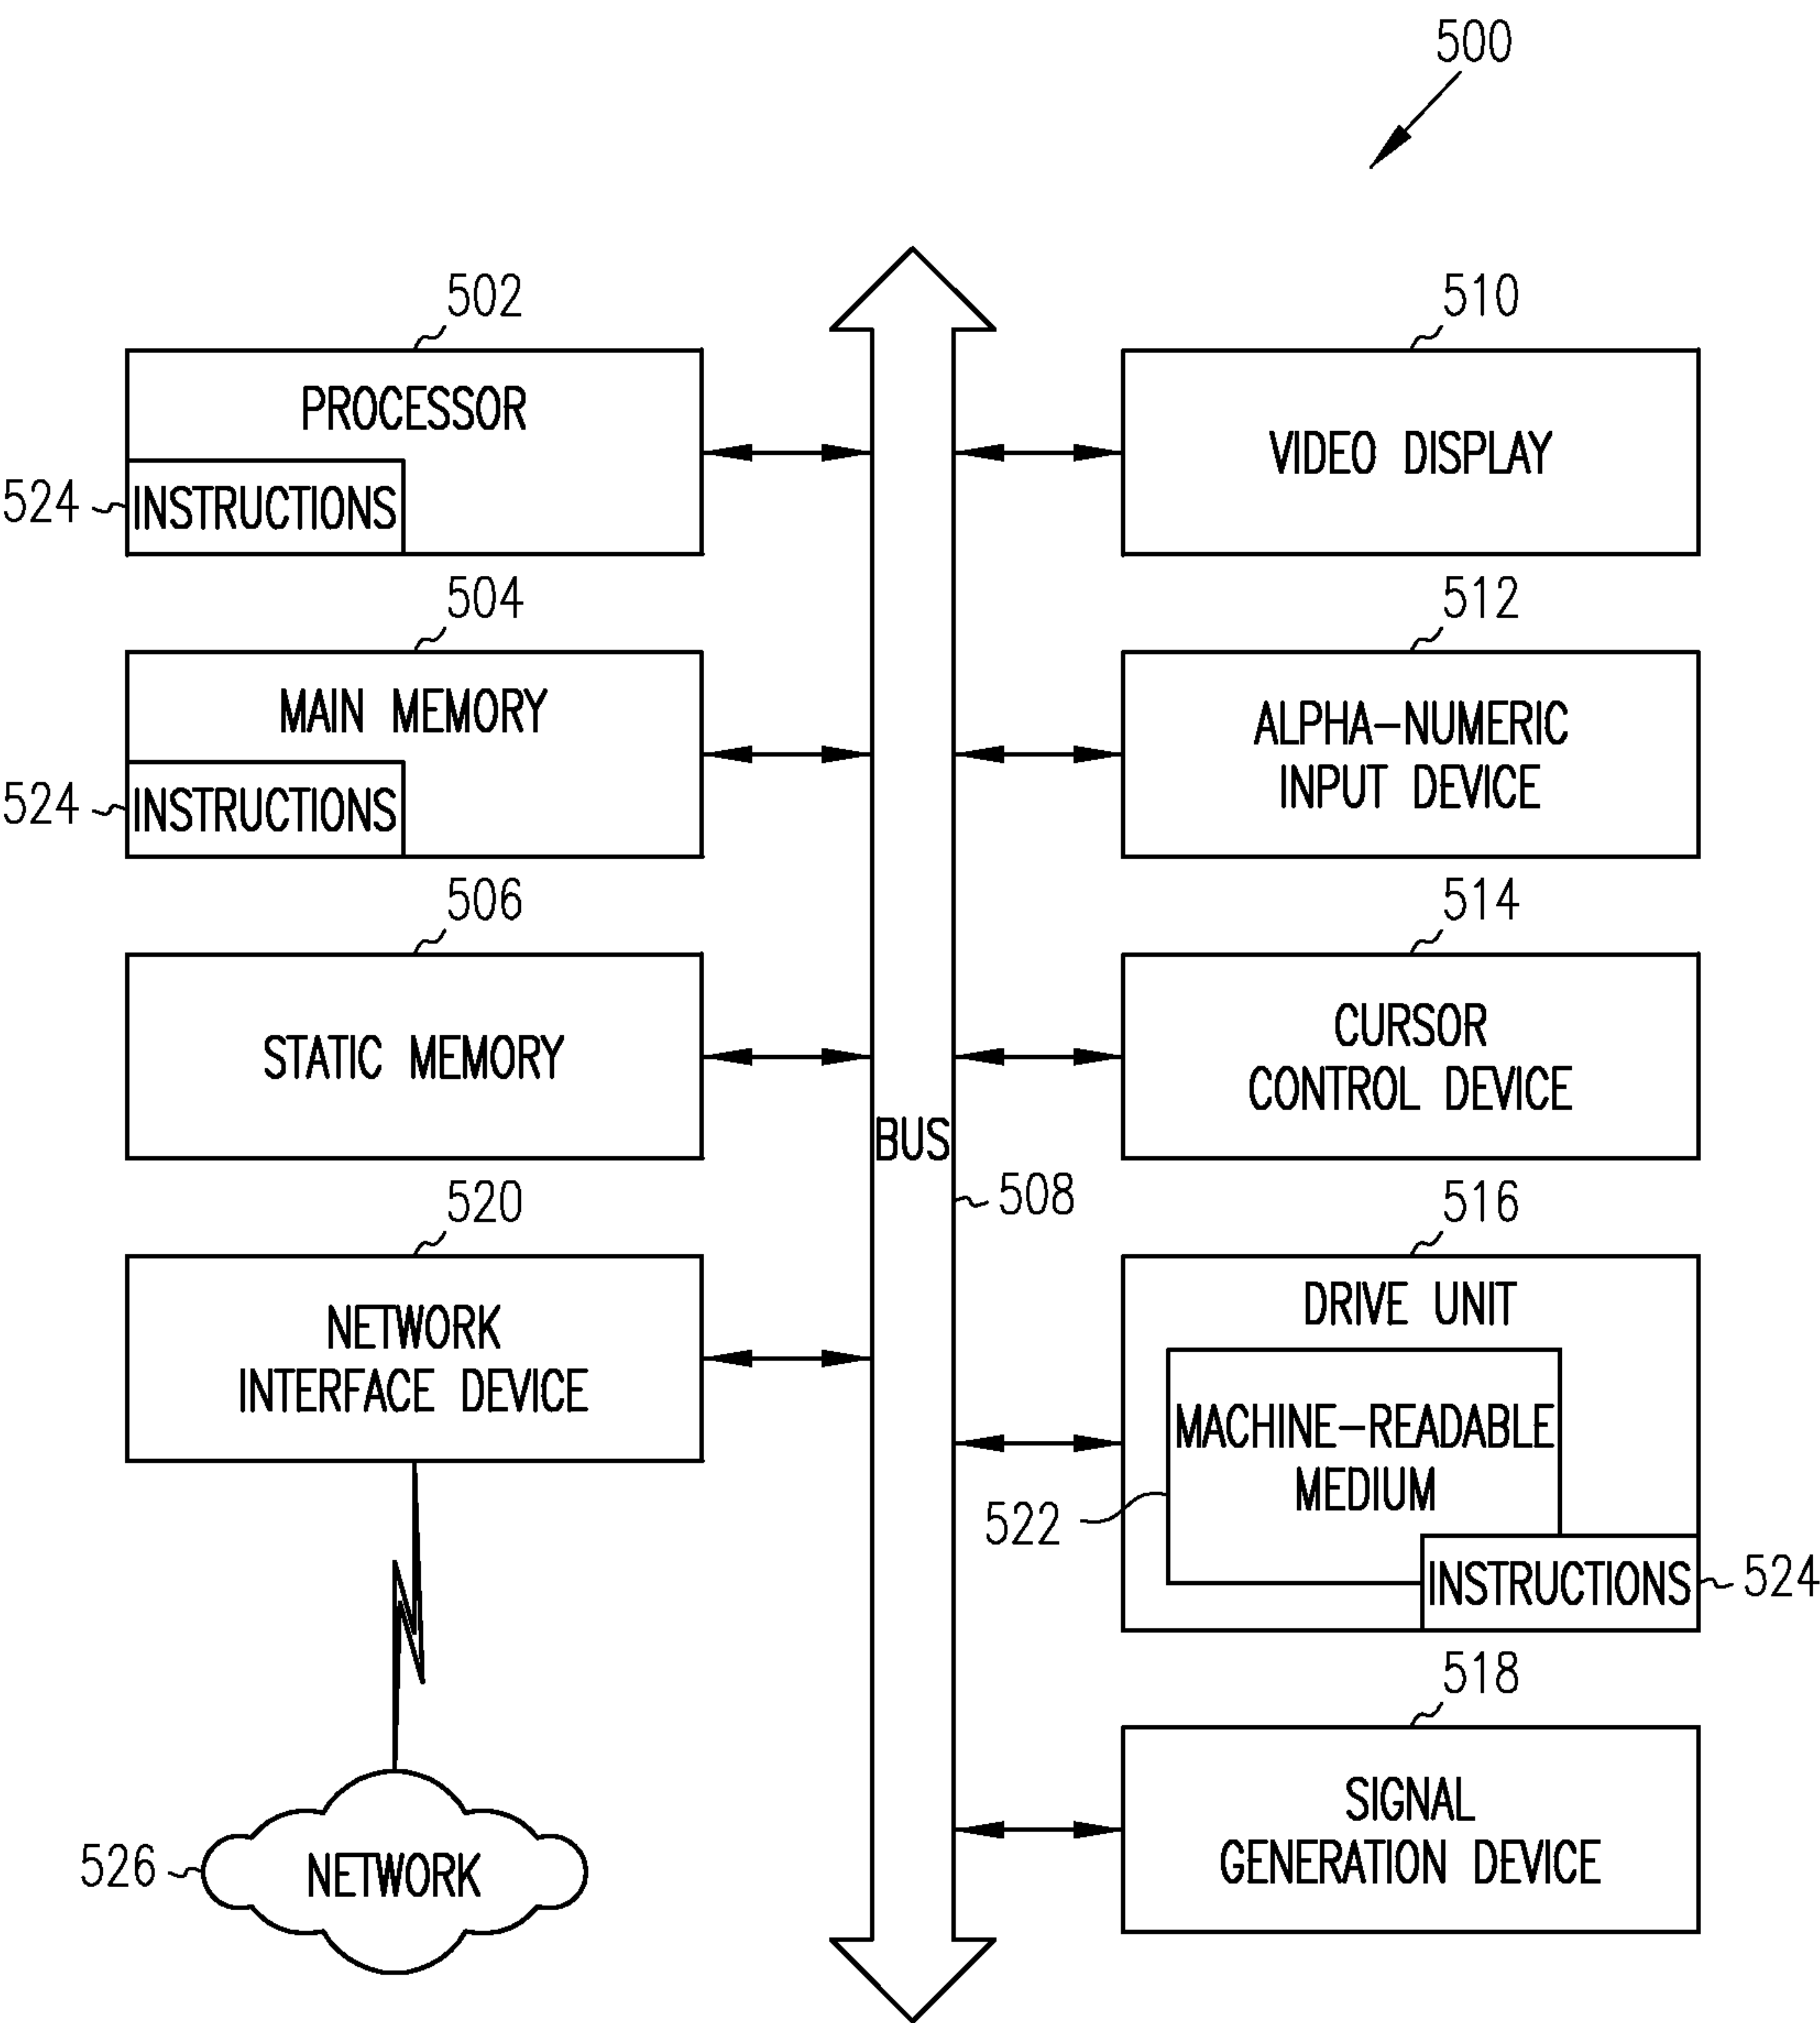 500
502
PROCESSOR
524
INSTRUCTIONS
504
MAIN MEMORY
524
INSTRUCTIONS
506
STATIC MEMORY
520
NETWORK
INTERFACE DEVICE
526
NETWORK
BUS
508
510
VIDEO DISPLAY
512
ALPHA-NUMERIC
INPUT DEVICE
514
CURSOR
CONTROL DEVICE
516
DRIVE UNIT
MACHINE-READABLE
MEDIUM
522
INSTRUCTIONS
524
518
SIGNAL
GENERATION DEVICE